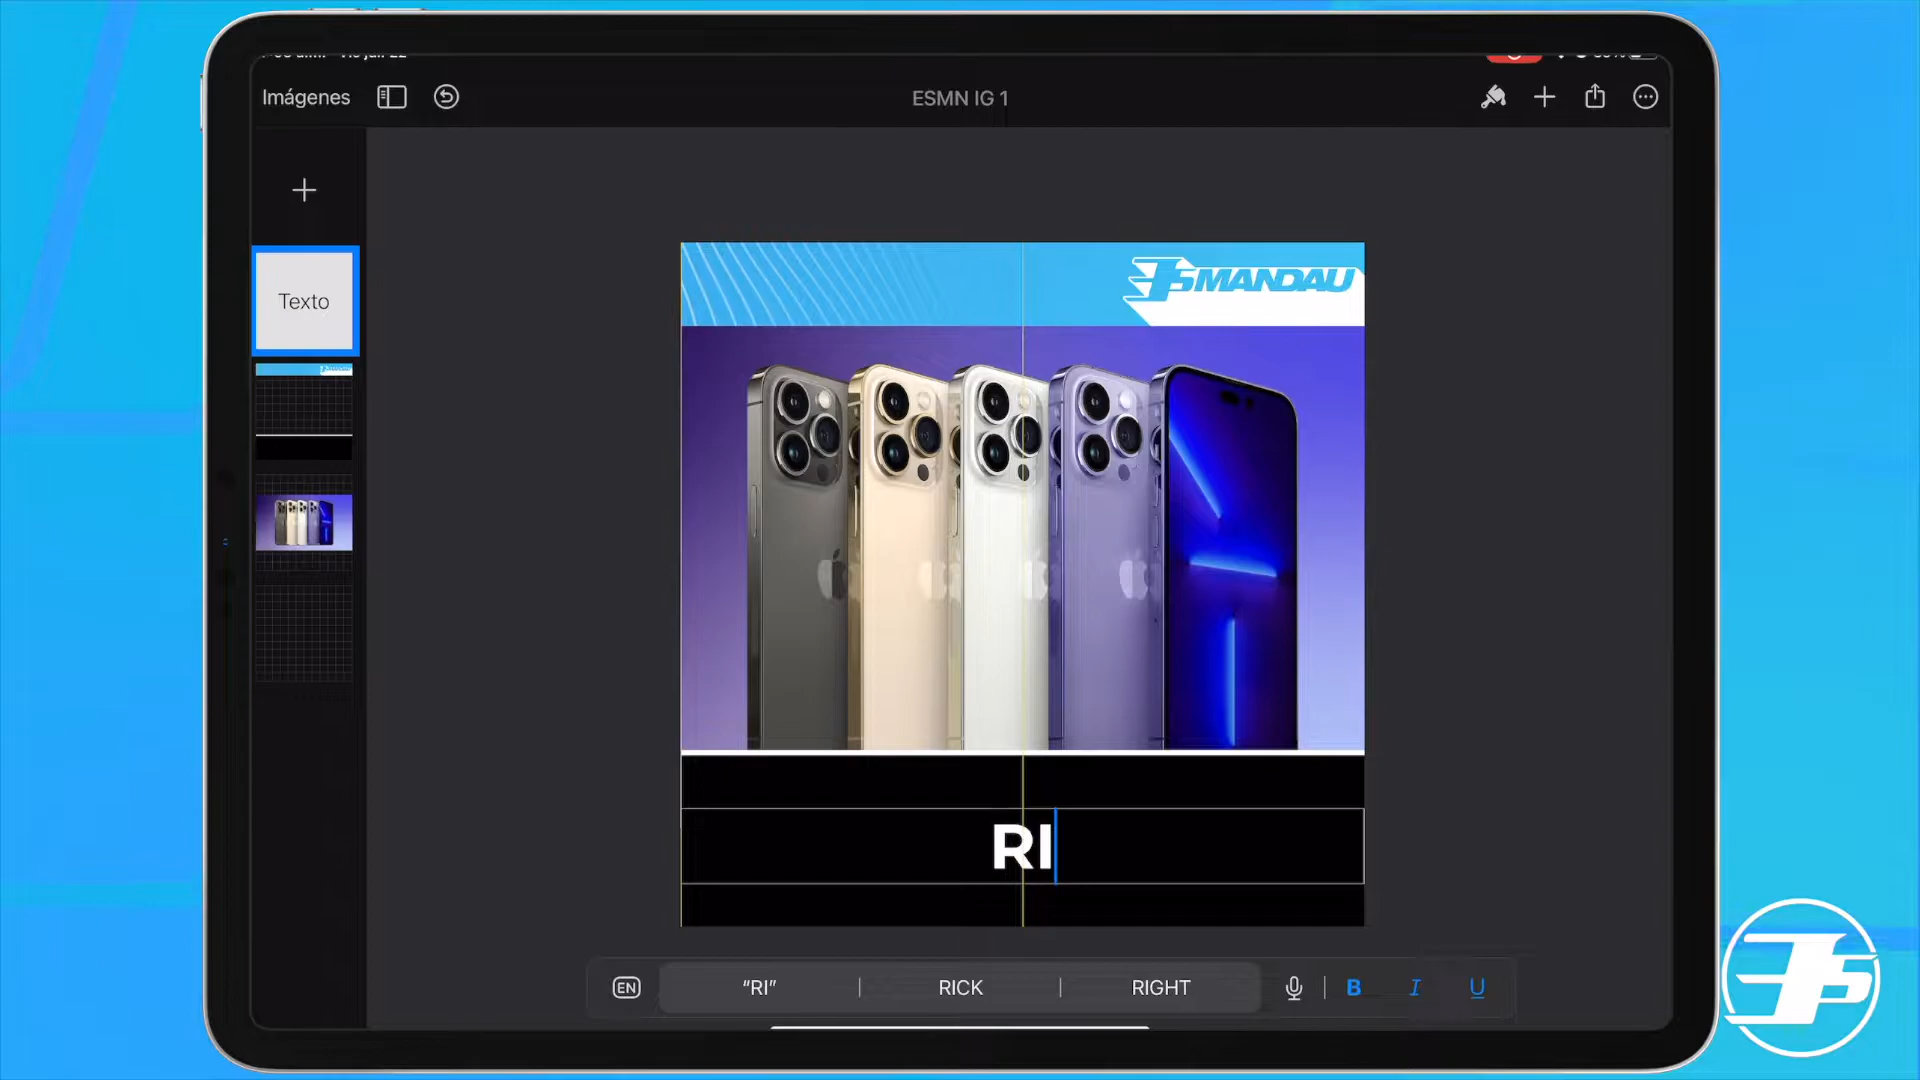 Imágenes
ESMN IG 1
Texto
ESMANDAU
RI
EN
“RI”
RICK
RIGHT
B
I
U